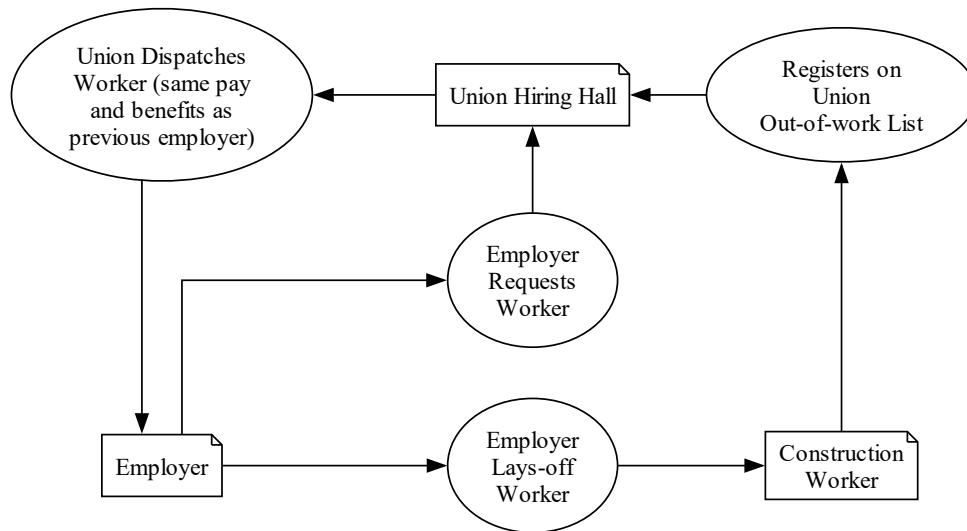 Union Dispatches
Worker (same pay
and benefits as
previous employer)
Union Hiring Hall
Registers on
Union
Out-of-work List
Employer
Requests
Worker
Employer
Employer
Lays-off
Worker
Construction
Worker